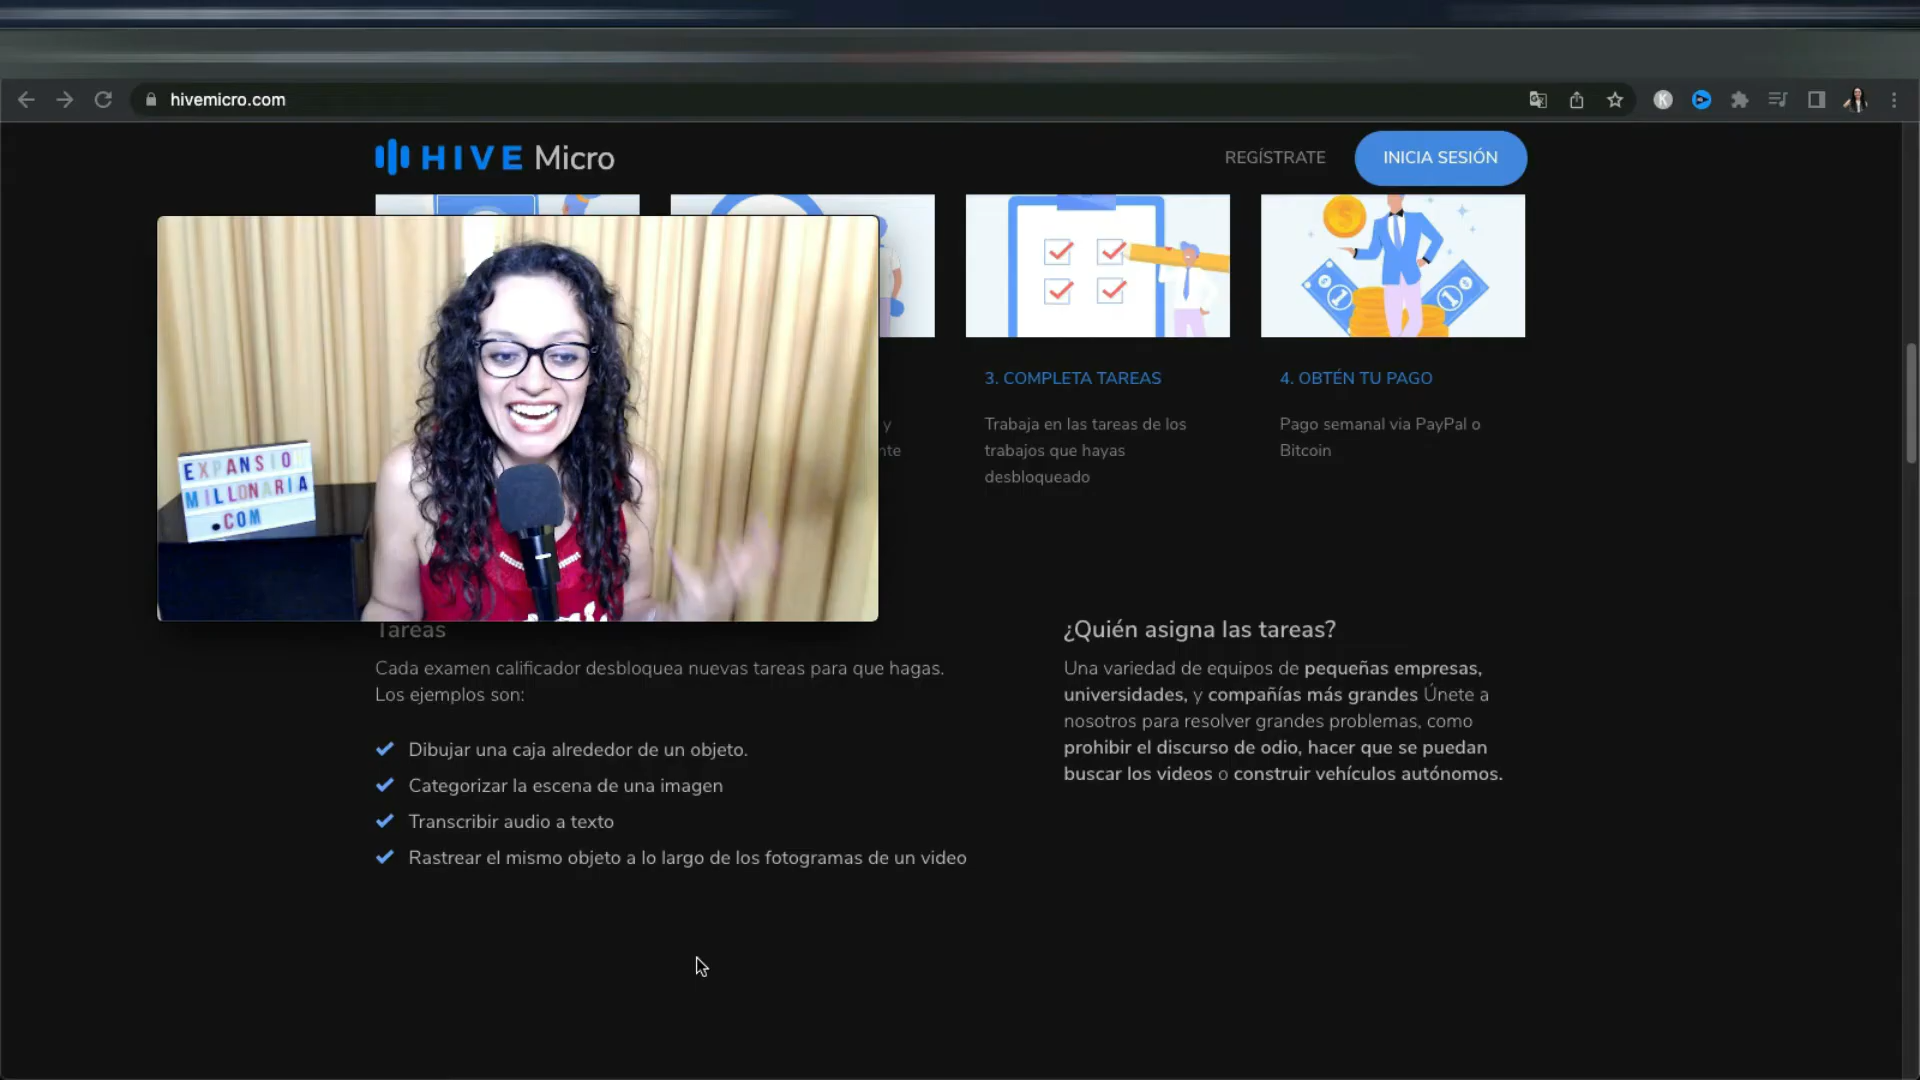 hivemicro.com
K
HIVE Micro
REGÍSTRATE
INICIA SESIÓN
EXPANSIO
MILLONARIA
.COM
y
nte
3. COMPLETA TAREAS
Trabaja en las tareas de los
trabajos que hayas
desbloqueado
4. OBTÉN TU PAGO
Pago semanal via PayPal o
Bitcoin
Tareas
Cada examen calificador desbloquea nuevas tareas para que hagas.
Los ejemplos son:
Dibujar una caja alrededor de un objeto.
Categorizar la escena de una imagen
Transcribir audio a texto
Rastrear el mismo objeto a lo largo de los fotogramas de un video
¿Quién asigna las tareas?
Una variedad de equipos de pequeñas empresas,
universidades, y compañías más grandes Únete a
nosotros para resolver grandes problemas, como
prohibir el discurso de odio, hacer que se puedan
buscar los videos o construir vehículos autónomos.